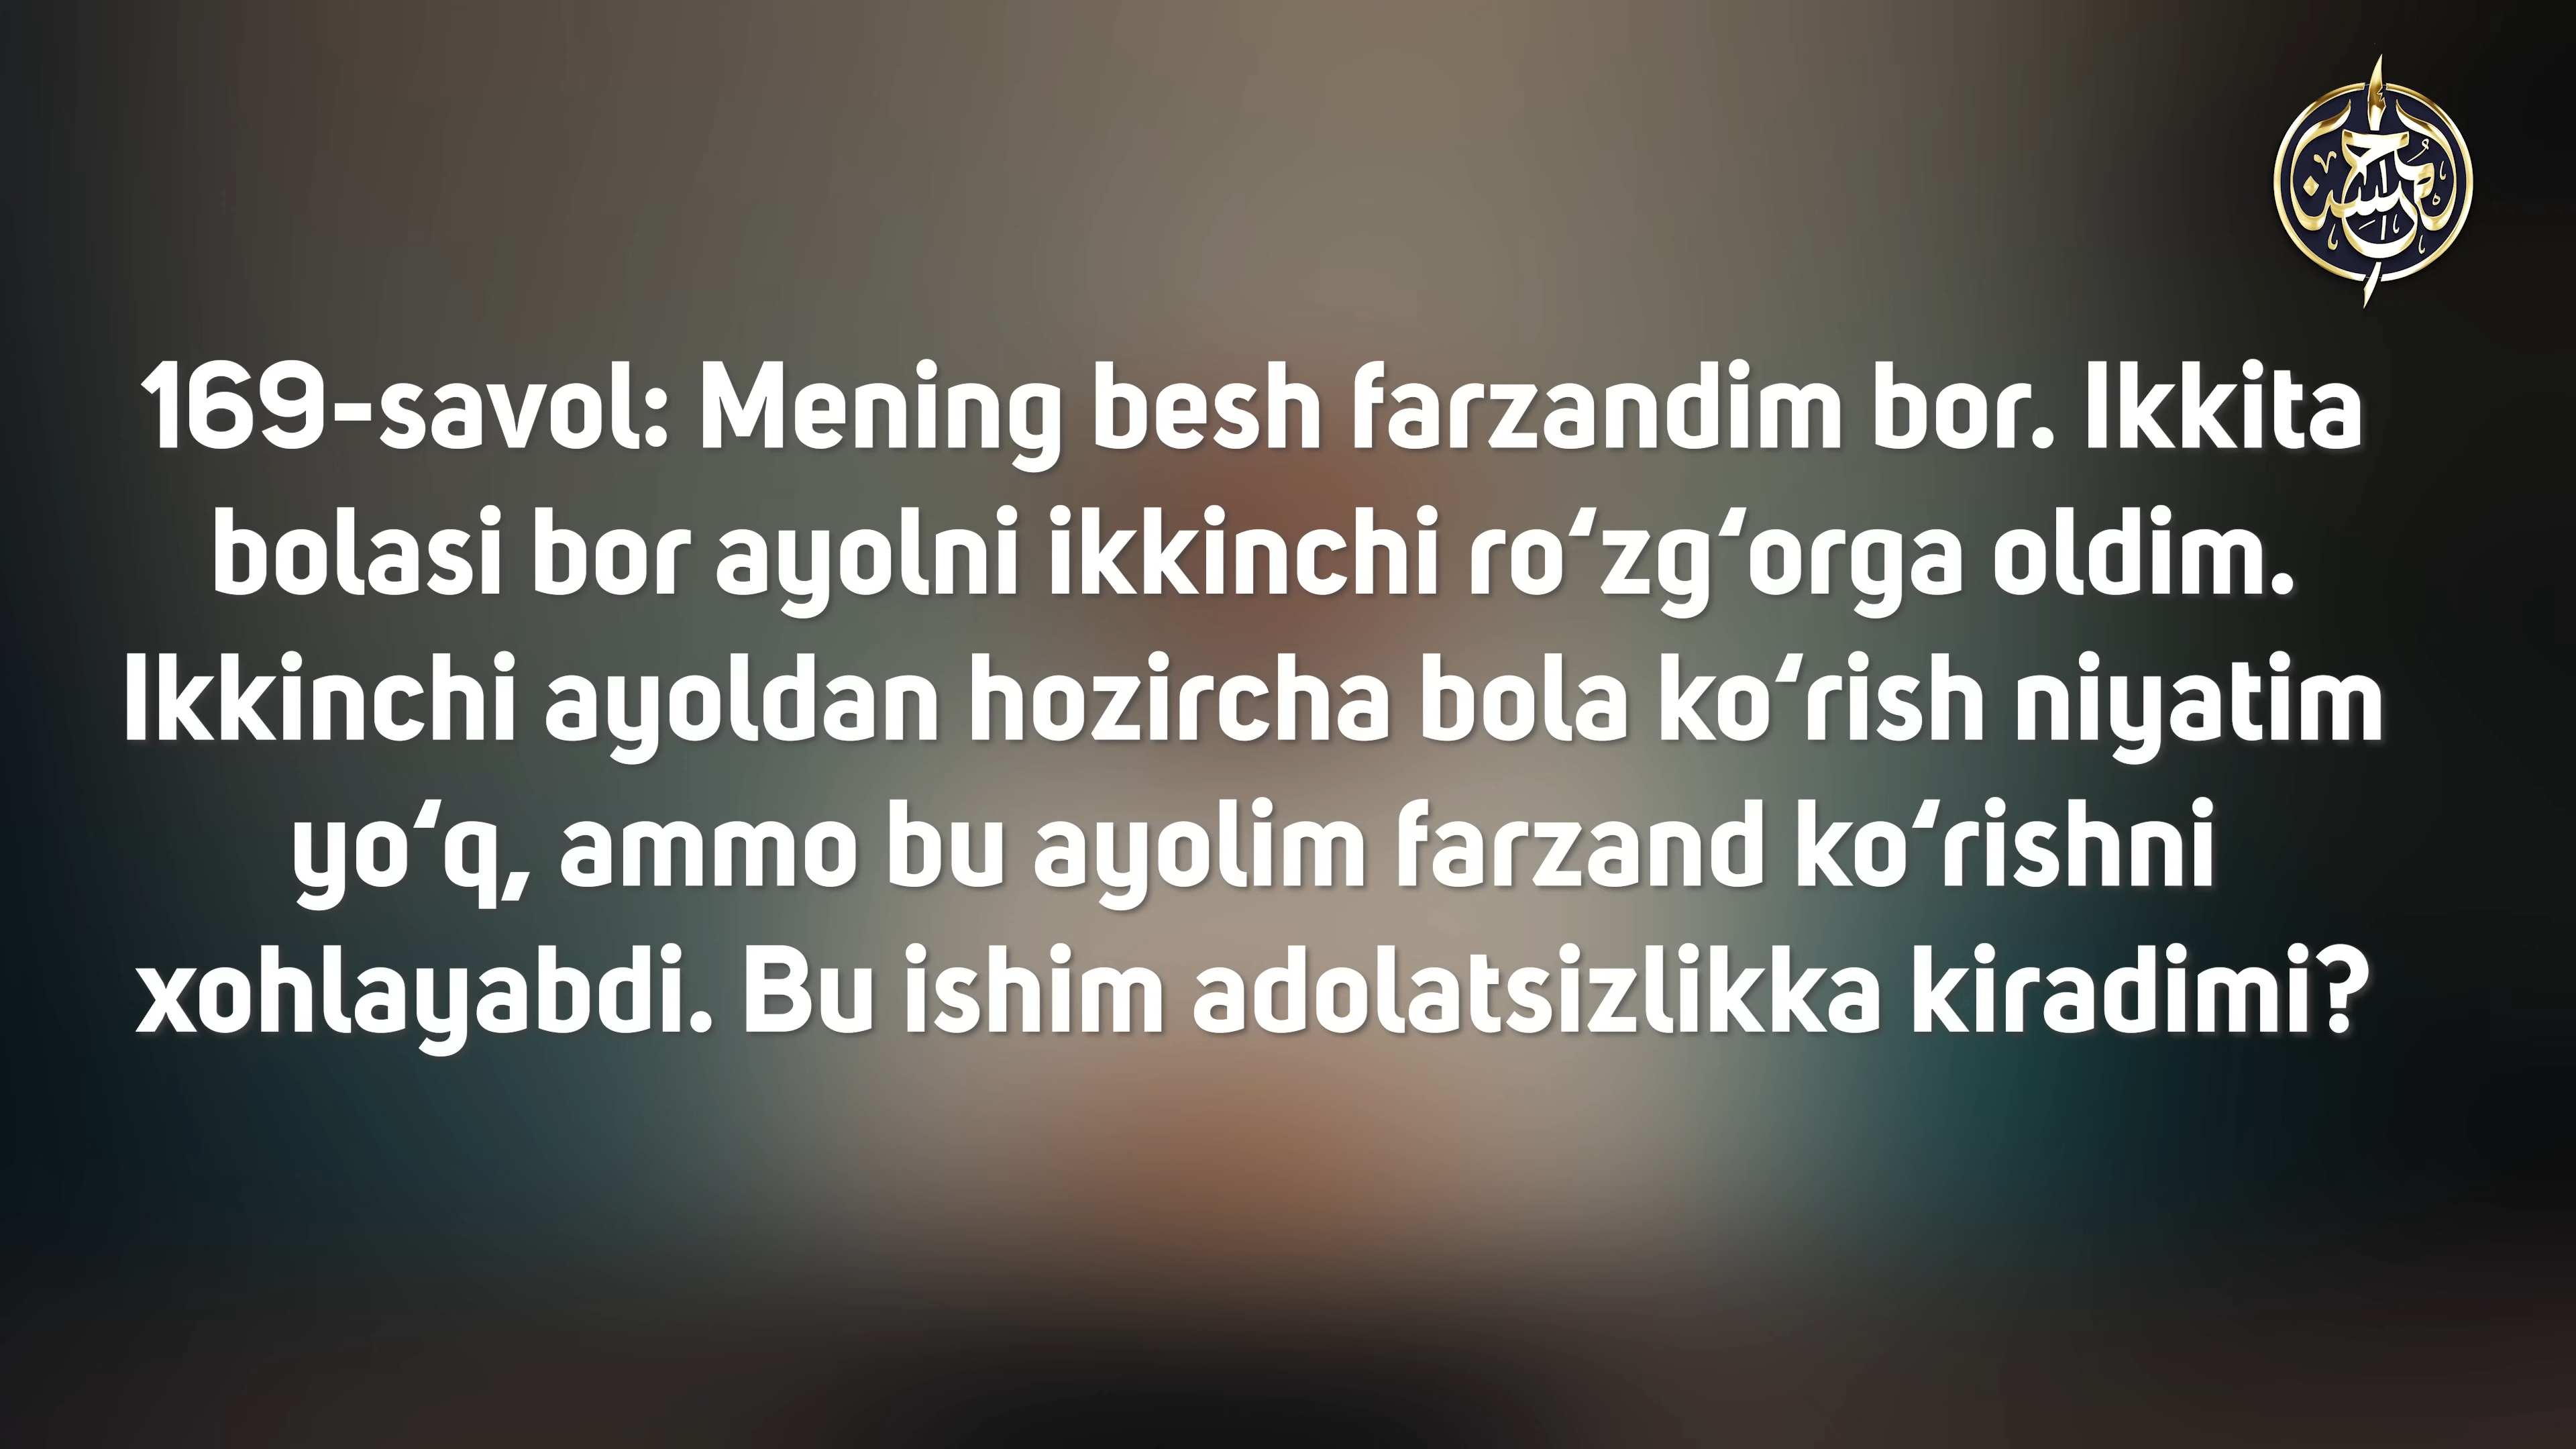 169-savol: Mening besh farzandim bor. Ikkita
bolasi bor ayolni ikkinchi ro‘zg‘orga oldim.
Ikkinchi ayoldan hozircha bola ko‘rish niyatim
yo‘q, ammo bu ayolim farzand ko‘rishni
xohlayabdi. Bu ishim adolatsizlikka kiradimi?